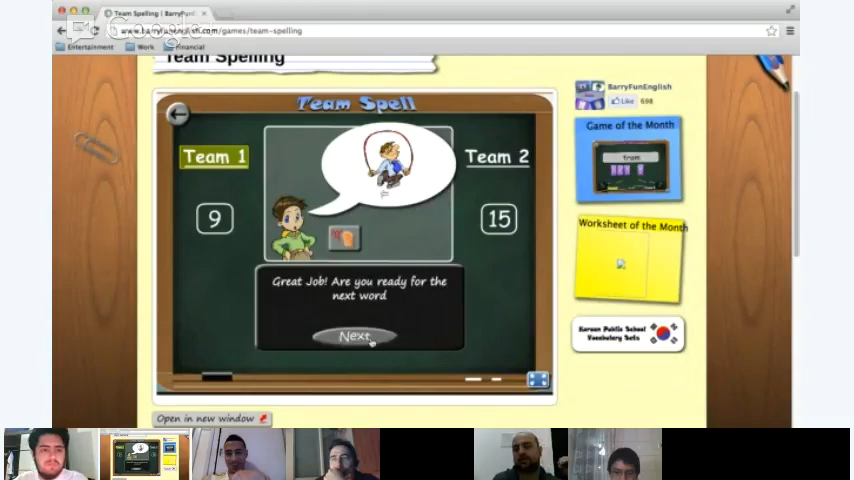 Team Spelling | BarryFunE
www.barryfunenglish.com/games/team-spelling
Google
Entertainment
Work
Financial
Team Spelling
BarryFunEnglish
Like 698
Team Spell
Game of the Month
Team 1
Team 2
9
15
Worksheet of the Month
Great Job! Are you ready for the
next word
Next
Korean Public School
Vocabulary Sets
Open in new window